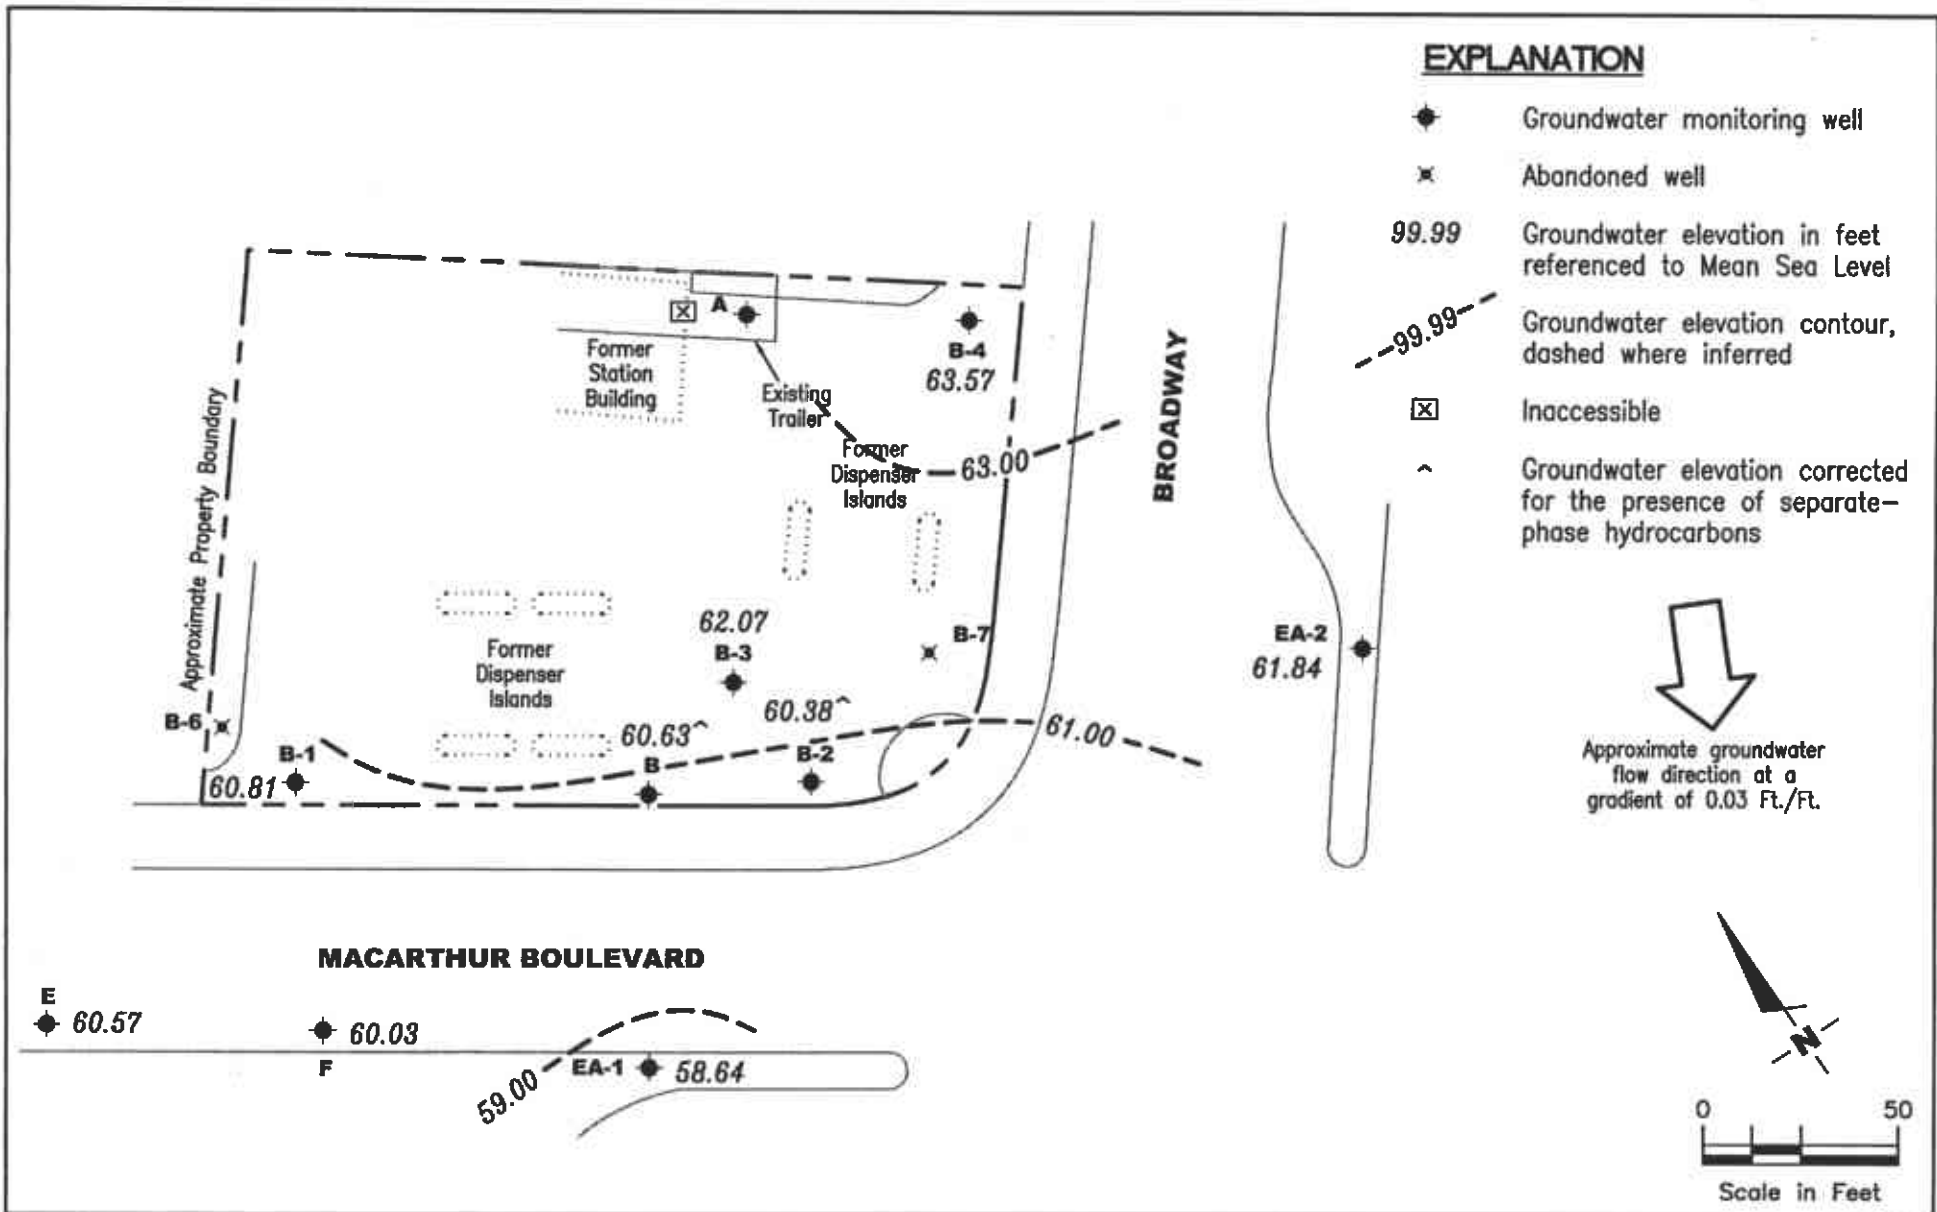 EXPLANATION
Groundwater monitoring well
Abandoned well
99.99
Groundwater elevation in feet
referenced to Mean Sea Level
99.99
Groundwater elevation contour,
dashed where inferred
Inaccessible
^
Groundwater elevation corrected
for the presence of separate-
phase hydrocarbons
Approximate groundwater
flow direction at a
gradient of 0.03 Ft./Ft.
N
0 50
Scale in Feet
A
B-4
63.57
Former
Station
Building
Existing
Trailer
Former
Dispenser
Islands
63.00
BROADWAY
Approximate Property Boundary
62.07
B-3
B-7
EA-2
61.84
Former
Dispenser
Islands
B-6
B-1
60.81
60.63^
B
60.38^
B-2
61.00
MACARTHUR BOULEVARD
E
60.57
60.03
F
59.00
EA-1
58.64